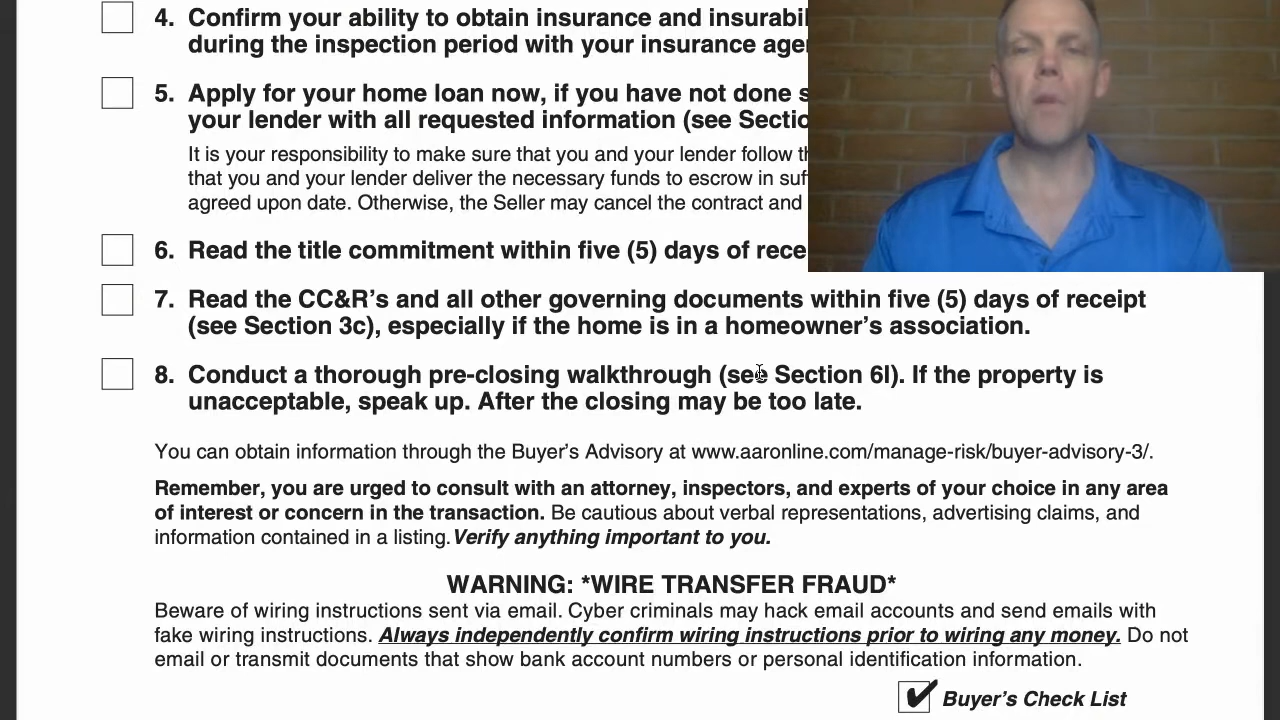 4. Confirm your ability to obtain insurance and insurabil
during the inspection period with your insurance age
5. Apply for your home loan now, if you have not done s
your lender with all requested information (see Sectio
It is your responsibility to make sure that you and your lender follow th
that you and your lender deliver the necessary funds to escrow in suf
agreed upon date. Otherwise, the Seller may cancel the contract and
6. Read the title commitment within five (5) days of rece
7. Read the CC&R’s and all other governing documents within five (5) days of receipt
(see Section 3c), especially if the home is in a homeowner’s association.
8. Conduct a thorough pre-closing walkthrough (see Section 6l). If the property is
unacceptable, speak up. After the closing may be too late.
You can obtain information through the Buyer’s Advisory at www.aaronline.com/manage-risk/buyer-advisory-3/.
Remember, you are urged to consult with an attorney, inspectors, and experts of your choice in any area
of interest or concern in the transaction. Be cautious about verbal representations, advertising claims, and
information contained in a listing. Verify anything important to you.
WARNING: *WIRE TRANSFER FRAUD*
Beware of wiring instructions sent via email. Cyber criminals may hack email accounts and send emails with
fake wiring instructions. Always independently confirm wiring instructions prior to wiring any money. Do not
email or transmit documents that show bank account numbers or personal identification information.
Buyer’s Check List